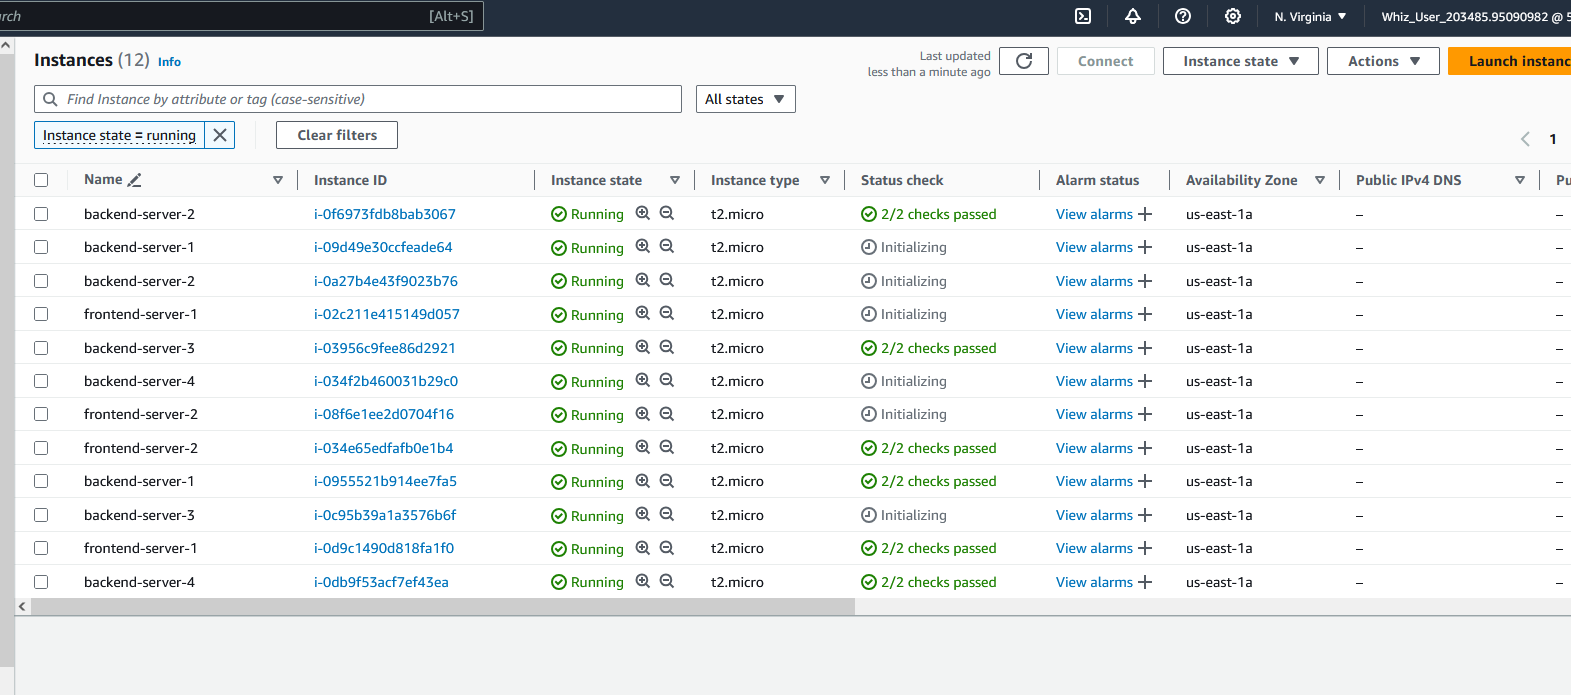 rch [Alt+S] N. Virginia ▼ Whiz_User_203485.95090982 @ 5
Instances (12) Info
Last updated
less than a minute ago
Connect Instance state ▼ Actions ▼ Launch instanc
Find Instance by attribute or tag (case-sensitive) All states ▼
Instance state = running Clear filters
1
Name Instance ID Instance state Instance type Status check Alarm status Availability Zone Public IPv4 DNS Pu
backend-server-2 i-0f6973fdb8bab3067 Running t2.micro 2/2 checks passed View alarms + us-east-1a – –
backend-server-1 i-09d49e30ccfeade64 Running t2.micro Initializing View alarms + us-east-1a – –
backend-server-2 i-0a27b4e43f9023b76 Running t2.micro Initializing View alarms + us-east-1a – –
frontend-server-1 i-02c211e415149d057 Running t2.micro Initializing View alarms + us-east-1a – –
backend-server-3 i-03956c9fee86d2921 Running t2.micro 2/2 checks passed View alarms + us-east-1a – –
backend-server-4 i-034f2b460031b29c0 Running t2.micro Initializing View alarms + us-east-1a – –
frontend-server-2 i-08f6e1ee2d0704f16 Running t2.micro Initializing View alarms + us-east-1a – –
frontend-server-2 i-034e65edfafb0e1b4 Running t2.micro 2/2 checks passed View alarms + us-east-1a – –
backend-server-1 i-0955521b914ee7fa5 Running t2.micro 2/2 checks passed View alarms + us-east-1a – –
backend-server-3 i-0c95b39a1a3576b6f Running t2.micro Initializing View alarms + us-east-1a – –
frontend-server-1 i-0d9c1490d818fa1f0 Running t2.micro 2/2 checks passed View alarms + us-east-1a – –
backend-server-4 i-0db9f53acf7ef43ea Running t2.micro 2/2 checks passed View alarms + us-east-1a – –